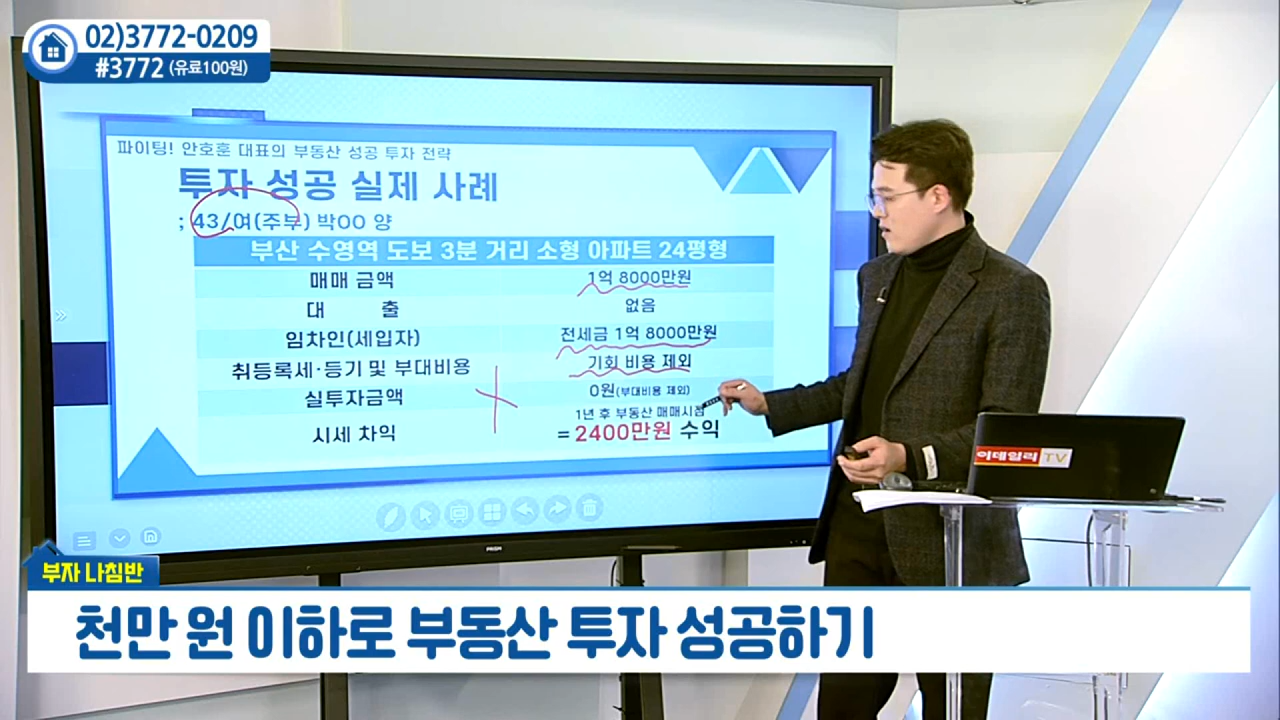 02)3772-0209
#3772 (유료100원)
파이팅! 안호훈 대표의 부동산 성공 투자 전략
투자 성공 실제 사례
; 43/여(주부) 박OO 양
부산 수영역 도보 3분 거리 소형 아파트 24평형
매매 금액 1억 8000만원
대 출 없음
임차인(세입자) 전세금 1억 8000만원
취등록세·등기 및 부대비용 기회 비용 제외
실투자금액 0원(부대비용 제외)
1년 후 부동산 매매시점
시세 차익 = 2400만원 수익
이데일리 TV
PRISM
부자 나침반
천만 원 이하로 부동산 투자 성공하기